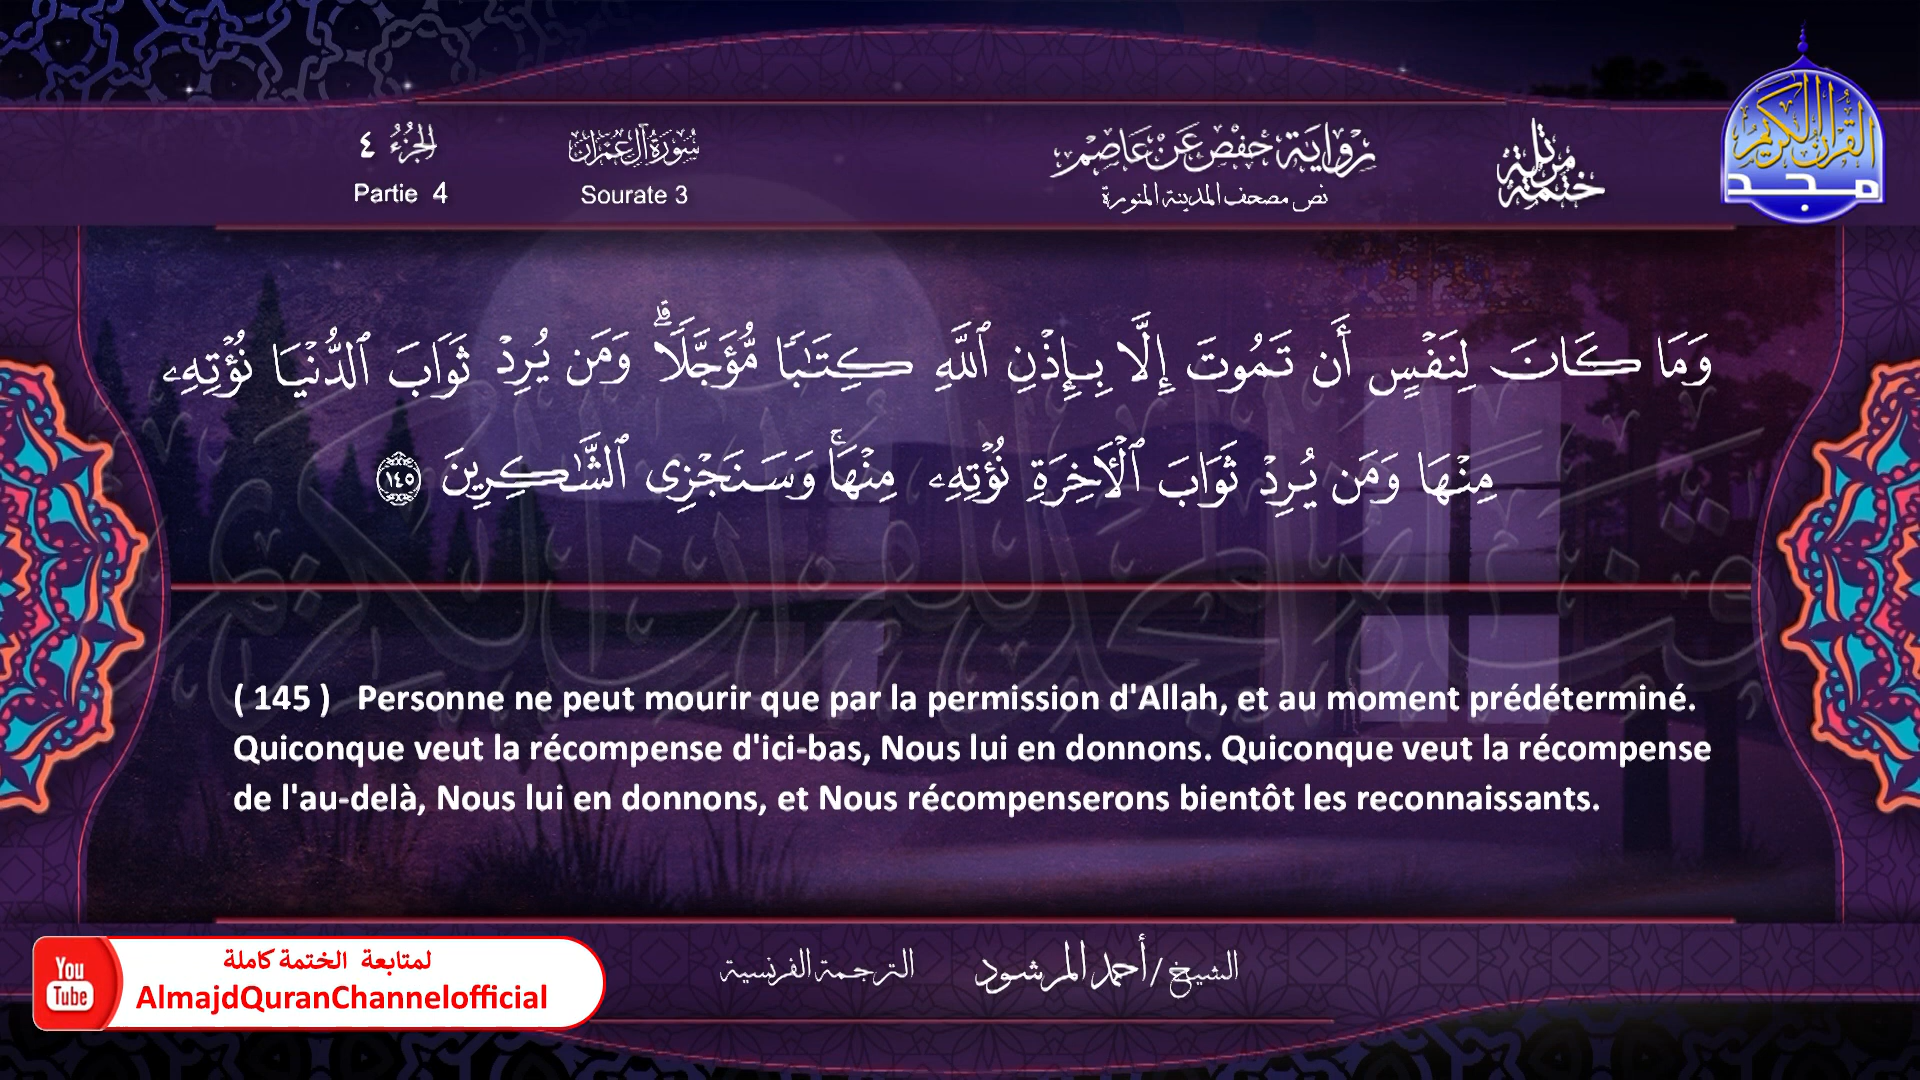 القرآن الكريم
مجد
ختمة مرتلة
رواية حفص عن عاصم
نص مصحف المدينة المنورة
سورة آل عمران
Sourate 3
الجزء ٤
Partie 4
وَمَا كَانَ لِنَفْسٍ أَن تَمُوتَ إِلَّا بِإِذْنِ ٱللَّهِ كِتَٰبًا مُّؤَجَّلًاۗ وَمَن يُرِدْ ثَوَابَ ٱلدُّنْيَا نُؤْتِهِۦ
مِنْهَا وَمَن يُرِدْ ثَوَابَ ٱلْأَخِرَةِ نُؤْتِهِۦ مِنْهَاۚ وَسَنَجْزِى ٱلشَّٰكِرِينَ ١٤٥
( 145 ) Personne ne peut mourir que par la permission d'Allah, et au moment prédéterminé.
Quiconque veut la récompense d'ici-bas, Nous lui en donnons. Quiconque veut la récompense
de l'au-delà, Nous lui en donnons, et Nous récompenserons bientôt les reconnaissants.
الشيخ / أحمد المرشود
الترجمة الفرنسية
You
Tube
لمتابعة الختمة كاملة
AlmajdQuranChannelofficial
قناة المجد للقرآن الكريم